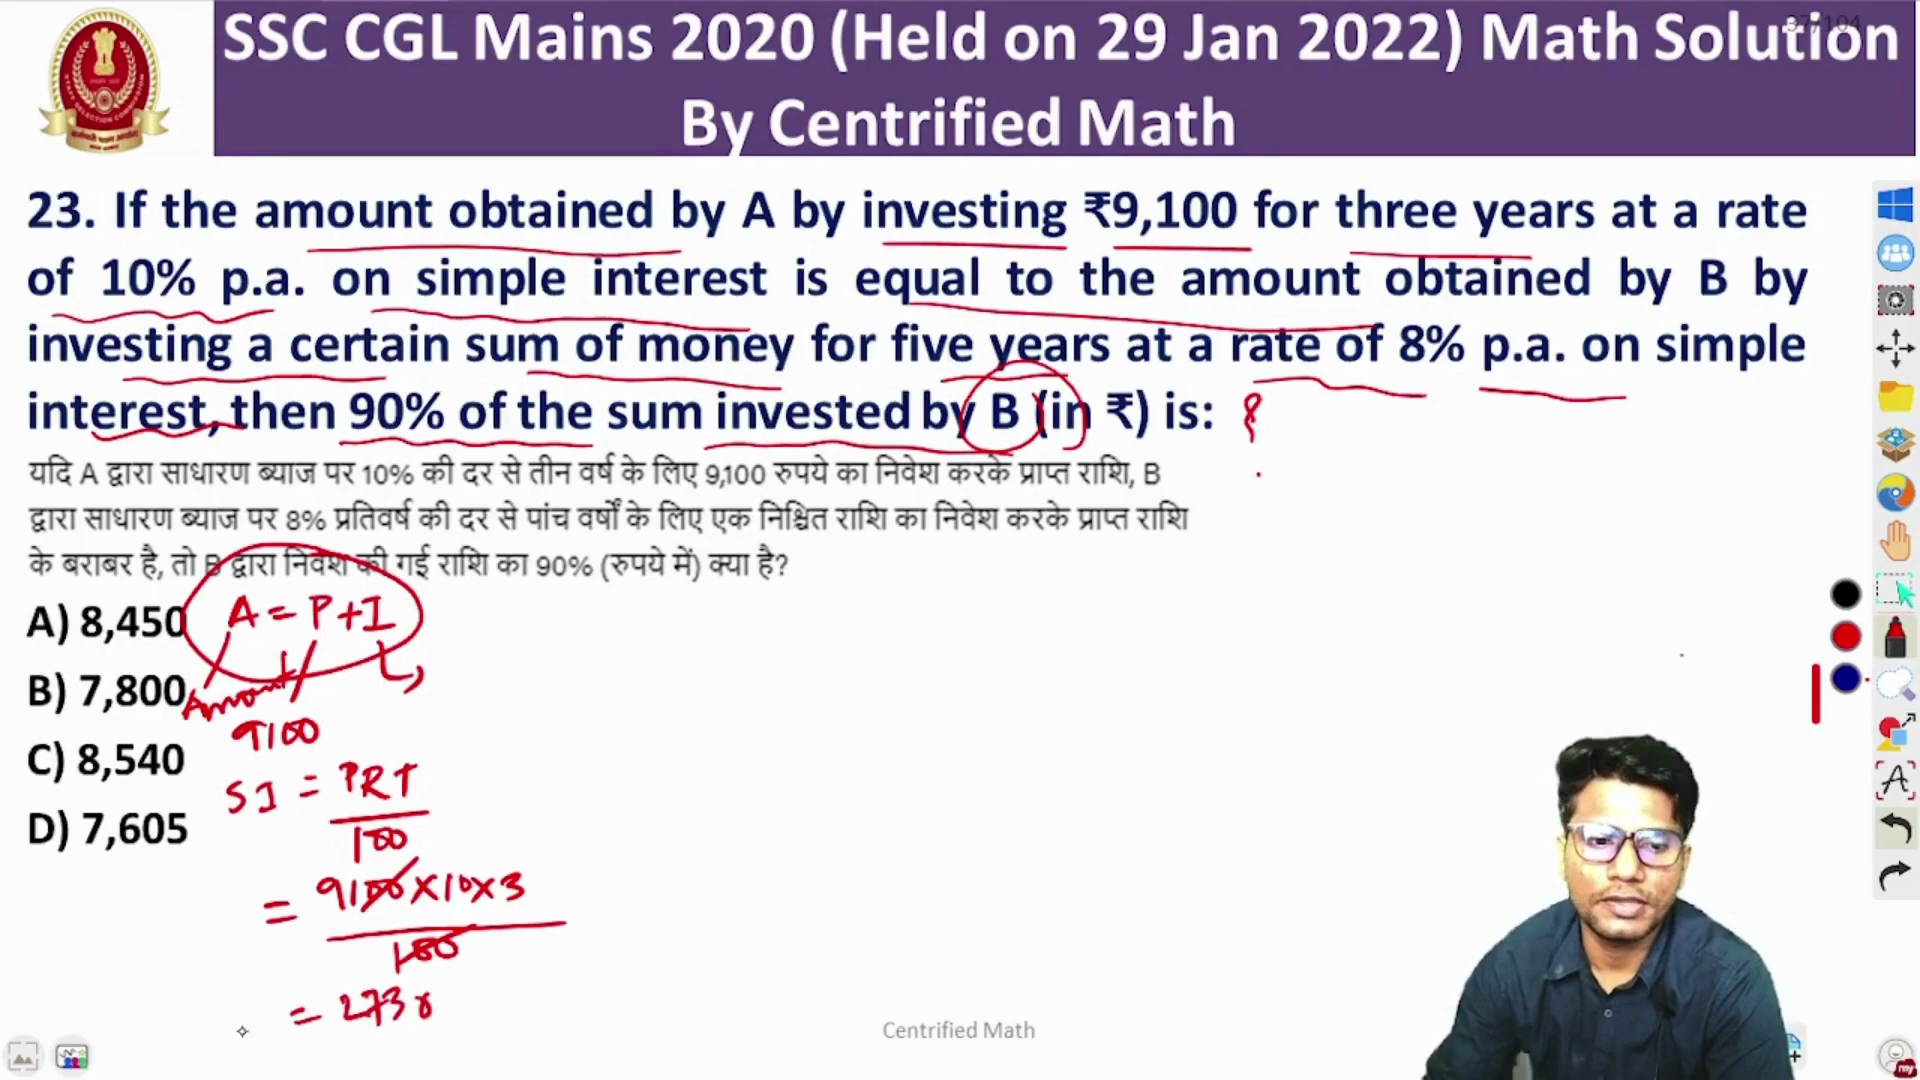 37/104
SSC CGL Mains 2020 (Held on 29 Jan 2022) Math Solution
By Centrified Math
23. If the amount obtained by A by investing ₹9,100 for three years at a rate
of 10% p.a. on simple interest is equal to the amount obtained by B by
investing a certain sum of money for five years at a rate of 8% p.a. on simple
interest, then 90% of the sum invested by B (in ₹) is:
यदि A द्वारा साधारण ब्याज पर 10% की दर से तीन वर्ष के लिए 9,100 रुपये का निवेश करके प्राप्त राशि, B
द्वारा साधारण ब्याज पर 8% प्रतिवर्ष की दर से पांच वर्षों के लिए एक निश्चित राशि का निवेश करके प्राप्त राशि
के बराबर है, तो B द्वारा निवेश की गई राशि का 90% (रुपये में) क्या है?
A) 8,450
A = P + I
B) 7,800
Amount
9100
C) 8,540
SI = PRT
100
D) 7,605
= 9100 x 10 x 3
100
= 2730
Centrified Math